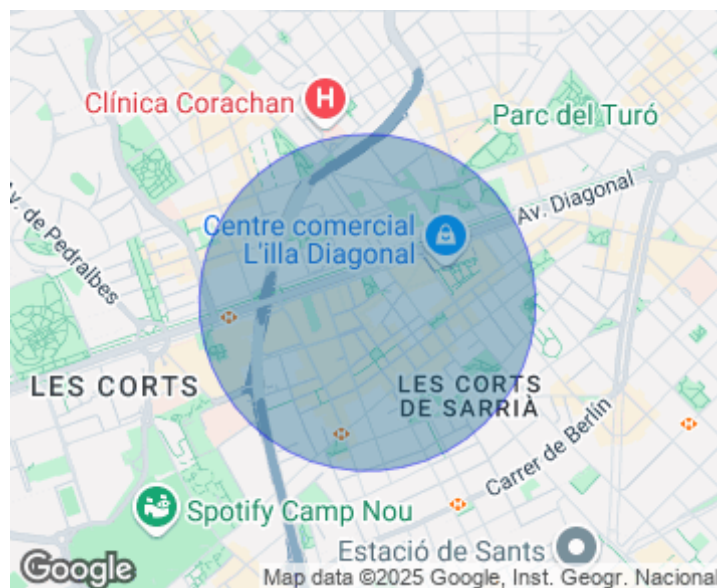 Clínica Corachan
H
Parc del Turó
Av. de Pedralbes
Centre comercial
L'illa Diagonal
Av. Diagonal
LES CORTS
LES CORTS
DE SARRIÀ
Carrer de Berlín
Spotify Camp Nou
Estació de Sants
Google
Map data ©2025 Google, Inst. Geogr. Nacional